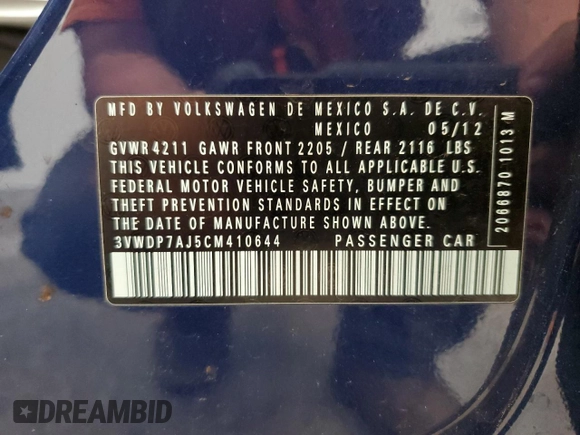 MFD BY VOLKSWAGEN DE MEXICO S.A. DE C.V.
MEXICO 05/12
GVWR 4211 GAWR FRONT 2205 / REAR 2116 LBS
THIS VEHICLE CONFORMS TO ALL APPLICABLE U.S.
FEDERAL MOTOR VEHICLE SAFETY, BUMPER AND
THEFT PREVENTION STANDARDS IN EFFECT ON
THE DATE OF MANUFACTURE SHOWN ABOVE.
3VWDP7AJ5CM410644 PASSENGER CAR
2066870 1013 M
DREAMBID